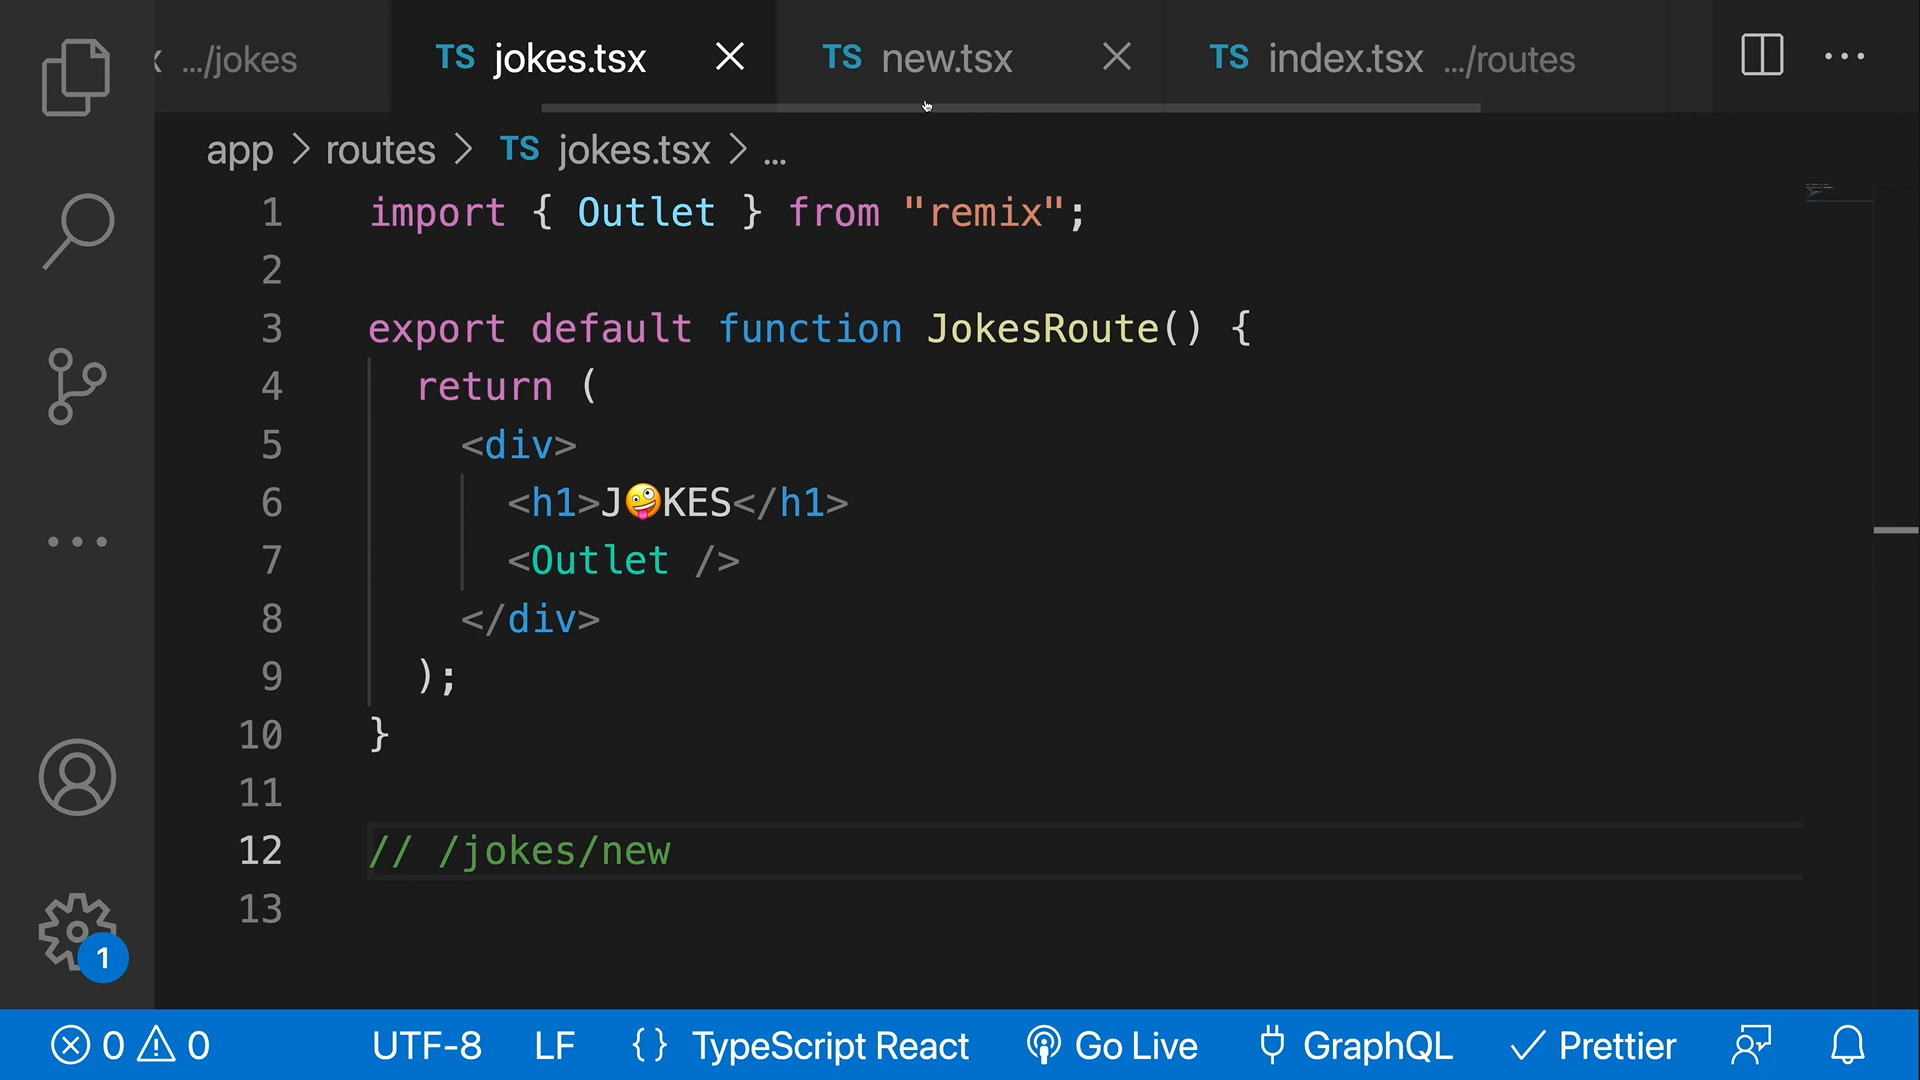 .../jokes
TS jokes.tsx
TS new.tsx
TS index.tsx .../routes
app > routes > TS jokes.tsx > ...
1 import { Outlet } from "remix";
2
3 export default function JokesRoute() {
4 return (
5 <div>
6 <h1>J🤪KES</h1>
7 <Outlet />
8 </div>
9 );
10 }
11
12 // /jokes/new
13
1
0 0 UTF-8 LF {} TypeScript React Go Live GraphQL Prettier